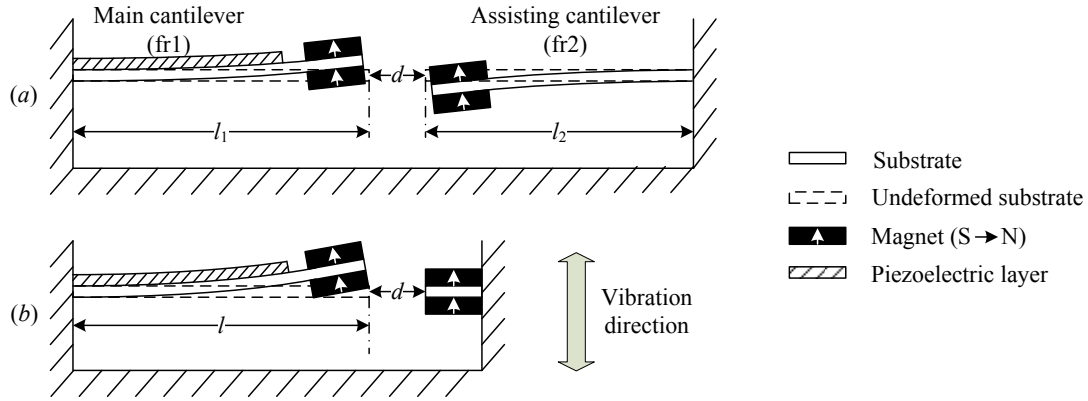 Main cantilever
(fr1)
Assisting cantilever
(fr2)
(a)
d
l1
l2
Substrate
Undeformed substrate
Magnet (S→N)
Piezoelectric layer
(b)
d
l
Vibration
direction